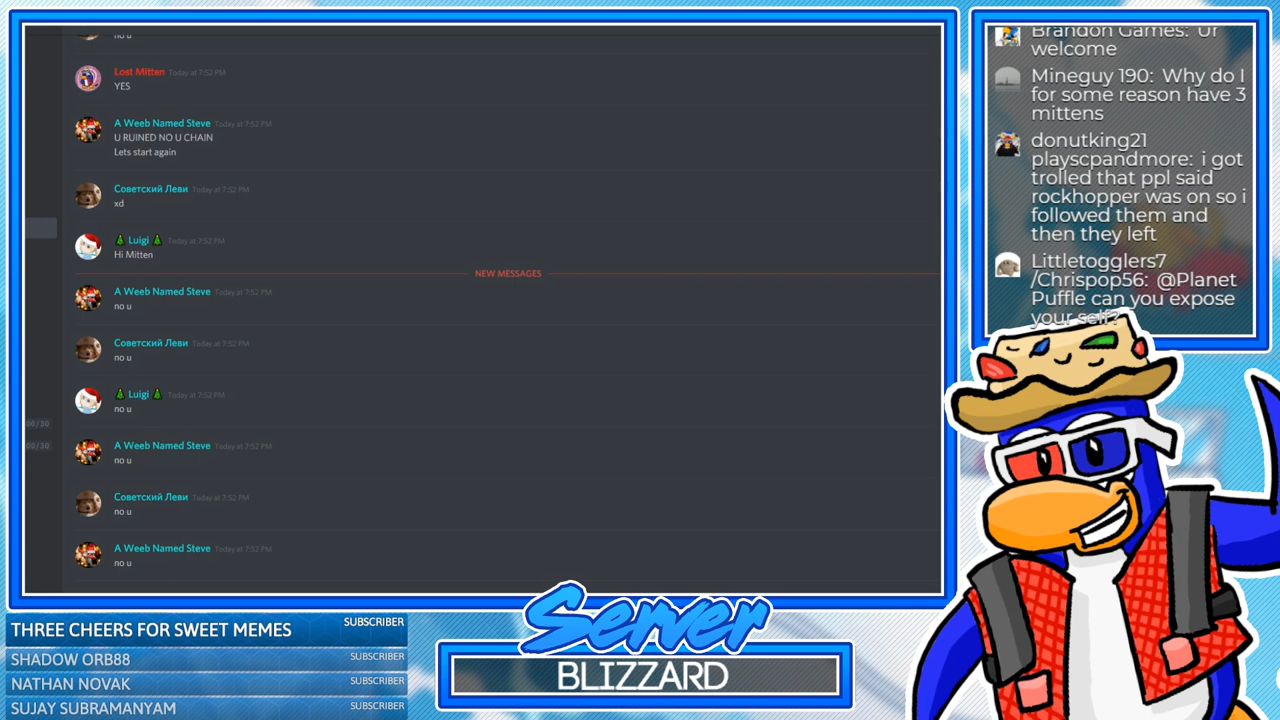 no u
Lost Mitten Today at 7:52 PM
YES
A Weeb Named Steve Today at 7:52 PM
U RUINED NO U CHAIN
Lets start again
Советский Леви Today at 7:52 PM
xd
🌲 Luigi 🌲 Today at 7:52 PM
Hi Mitten
NEW MESSAGES
A Weeb Named Steve Today at 7:52 PM
no u
Советский Леви Today at 7:52 PM
no u
🌲 Luigi 🌲 Today at 7:52 PM
no u
00/30
A Weeb Named Steve Today at 7:52 PM
00/30
no u
Советский Леви Today at 7:52 PM
no u
A Weeb Named Steve Today at 7:52 PM
no u
Brandon Games: Ur
welcome
Mineguy 190: Why do I
for some reason have 3
mittens
donutking21
playscpandmore: i got
trolled that ppl said
rockhopper was on so i
followed them and
then they left
Littletogglers7
/Chrispop56: @Planet
Puffle can you expose
your self?
THREE CHEERS FOR SWEET MEMES SUBSCRIBER
SHADOW ORB88 SUBSCRIBER
NATHAN NOVAK SUBSCRIBER
SUJAY SUBRAMANYAM SUBSCRIBER
Server
BLIZZARD